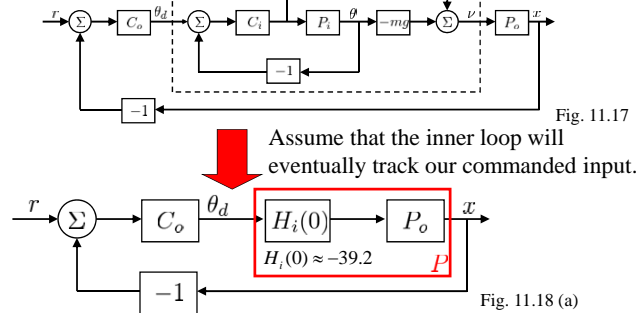 r Σ C_o θ_d Σ C_i P_i θ −mg Σ ν P_o x
−1
−1
Fig. 11.17
Assume that the inner loop will
eventually track our commanded input.
r Σ C_o θ_d H_i(0) P_o x
H_i(0) ≈ −39.2 P
−1
Fig. 11.18 (a)